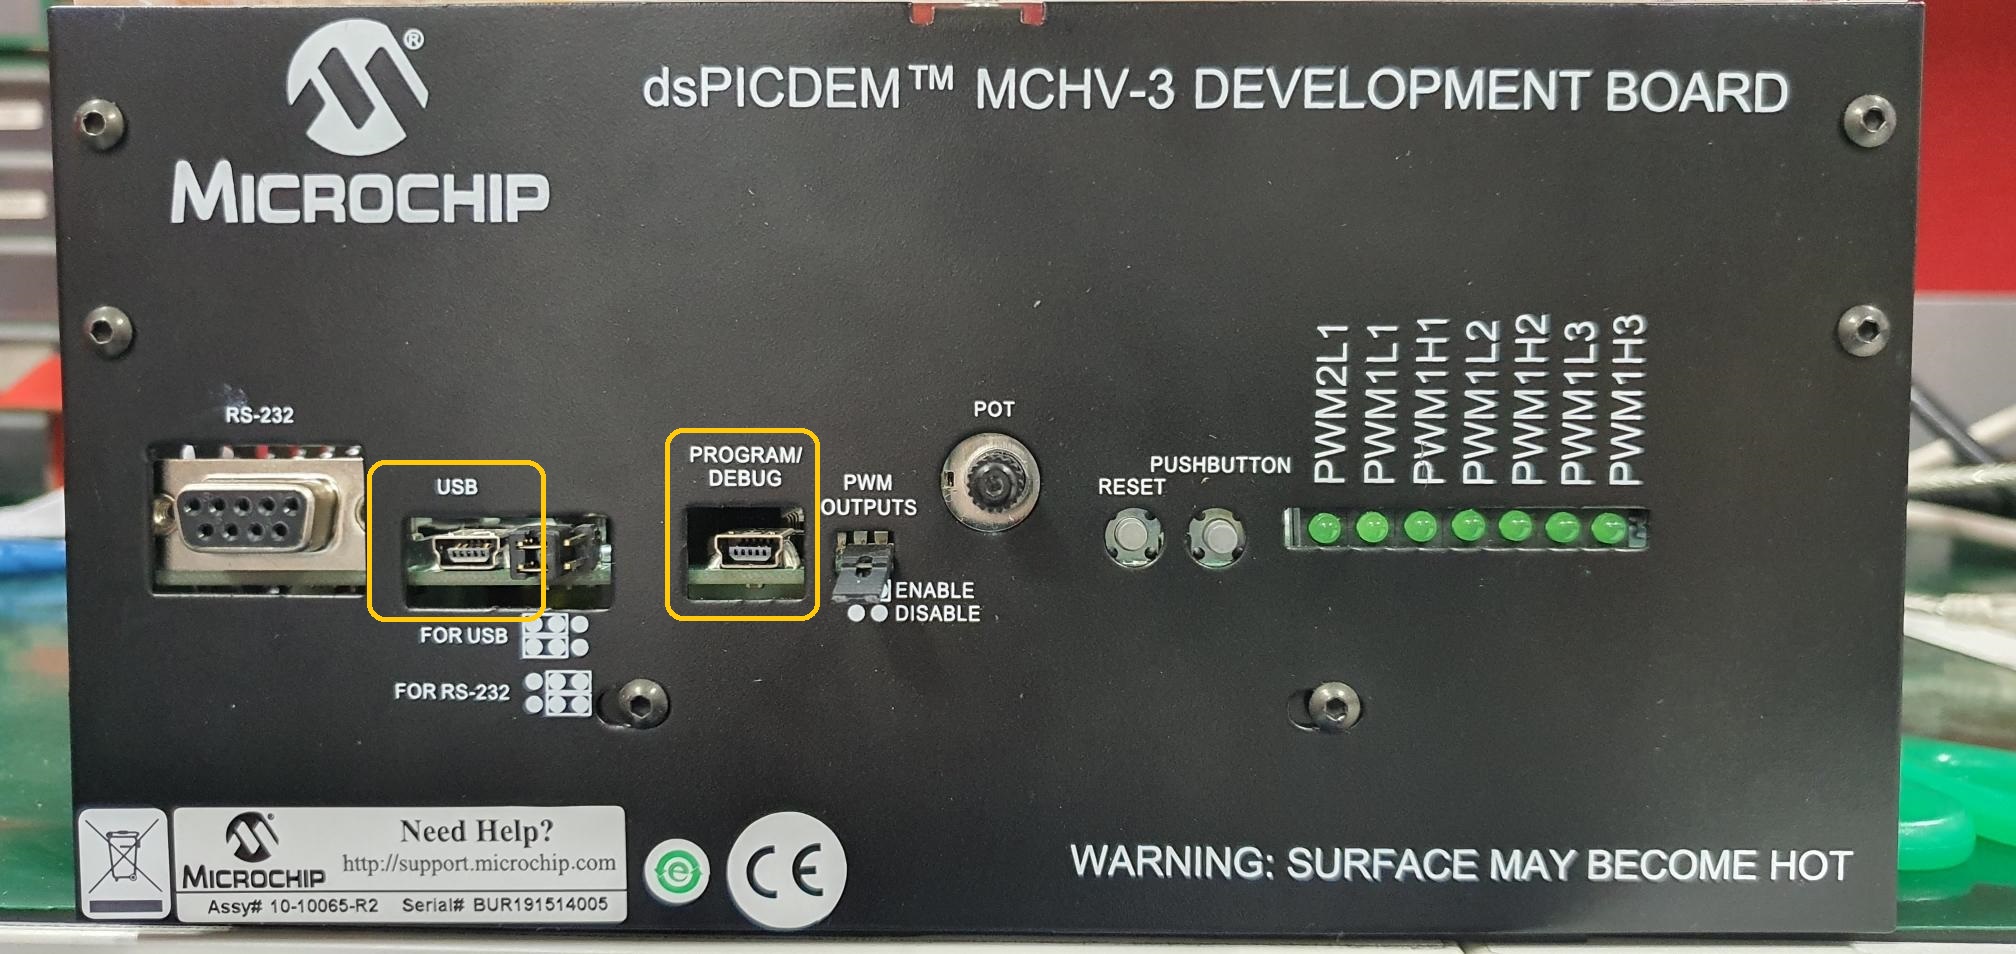 ®
MICROCHIP
dsPICDEM™ MCHV-3 DEVELOPMENT BOARD
RS-232
USB
PROGRAM/
DEBUG
PWM
OUTPUTS
POT
RESET
PUSHBUTTON
PWM2L1
PWM1L1
PWM1H1
PWM1L2
PWM1H2
PWM1L3
PWM1H3
ENABLE
DISABLE
FOR USB
FOR RS-232
MICROCHIP
Need Help?
http://support.microchip.com
Assy# 10-10065-R2 Serial# BUR191514005
e
CE
WARNING: SURFACE MAY BECOME HOT